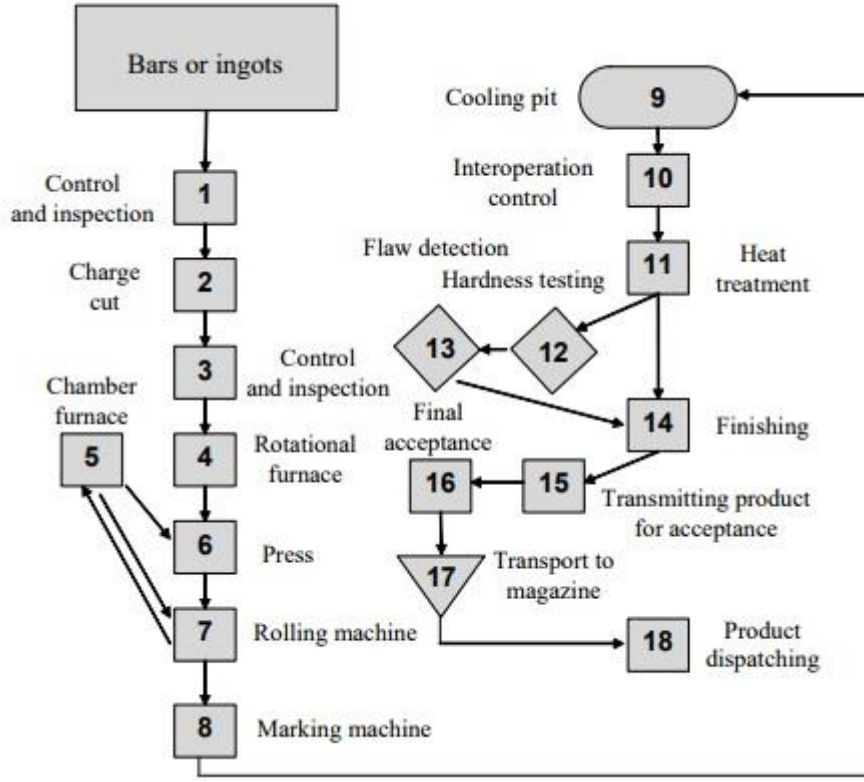 Bars or ingots
Control
and inspection
1
Charge
cut
2
3
Control
and inspection
Chamber
furnace
5
4
Rotational
furnace
6
Press
7
Rolling machine
8
Marking machine
Cooling pit
9
Interoperation
control
10
Flaw detection
Hardness testing
11
Heat
treatment
13
12
Final
acceptance
14
Finishing
16
15
Transmitting product
for acceptance
17
Transport to
magazine
18
Product
dispatching